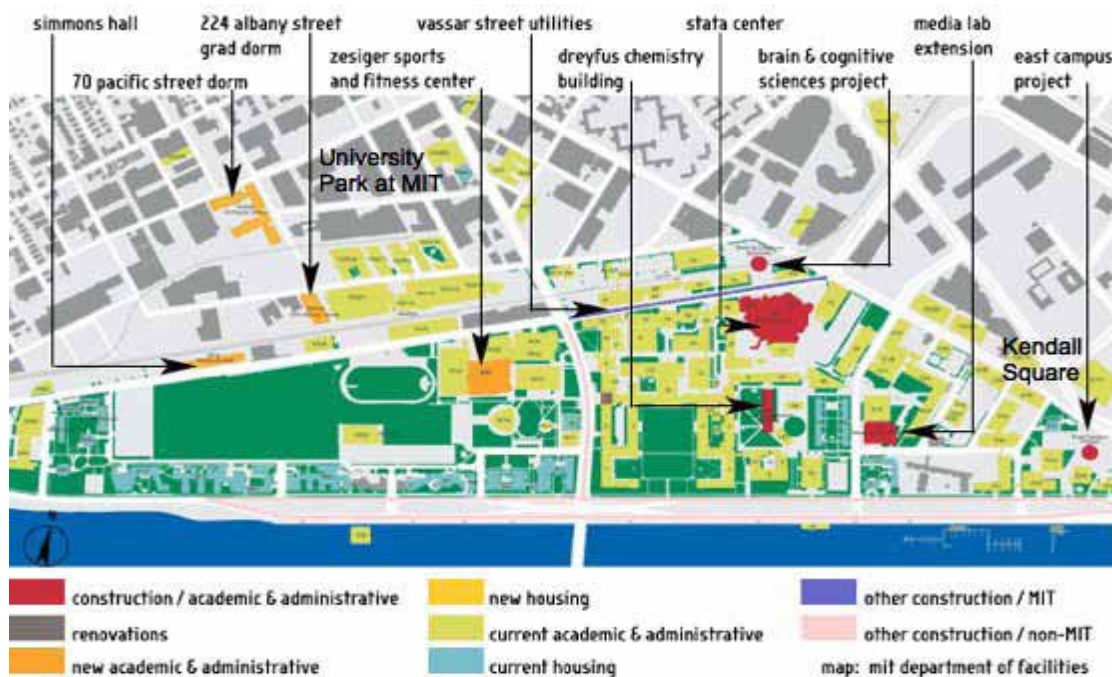 simmons hall
224 albany street
grad dorm
vassar street utilities
stata center
media lab
extension
70 pacific street dorm
zesiger sports
and fitness center
dreyfus chemistry
building
brain & cognitive
sciences project
east campus
project
University
Park at MIT
Kendall
Square
construction / academic & administrative
renovations
new academic & administrative
new housing
current academic & administrative
current housing
other construction / MIT
other construction / non-MIT
map: mit department of facilities